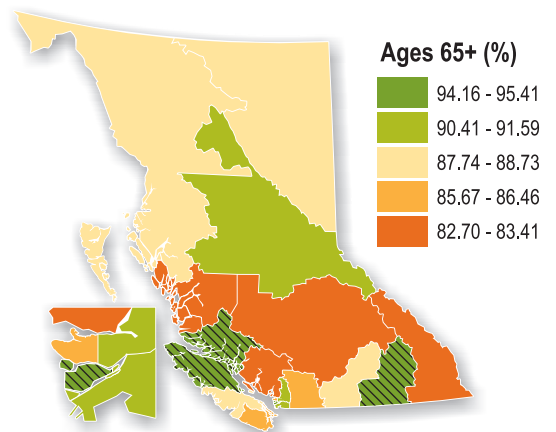 Ages 65+ (%)
94.16 - 95.41
90.41 - 91.59
87.74 - 88.73
85.67 - 86.46
82.70 - 83.41